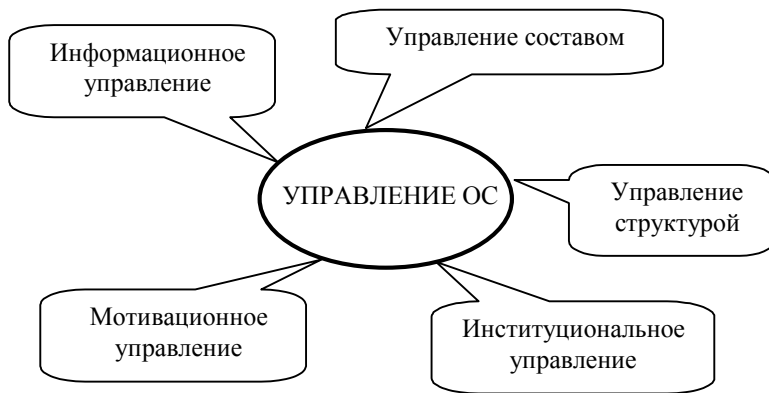 Информационное
управление
Управление составом
УПРАВЛЕНИЕ ОС
Управление
структурой
Мотивационное
управление
Институциональное
управление